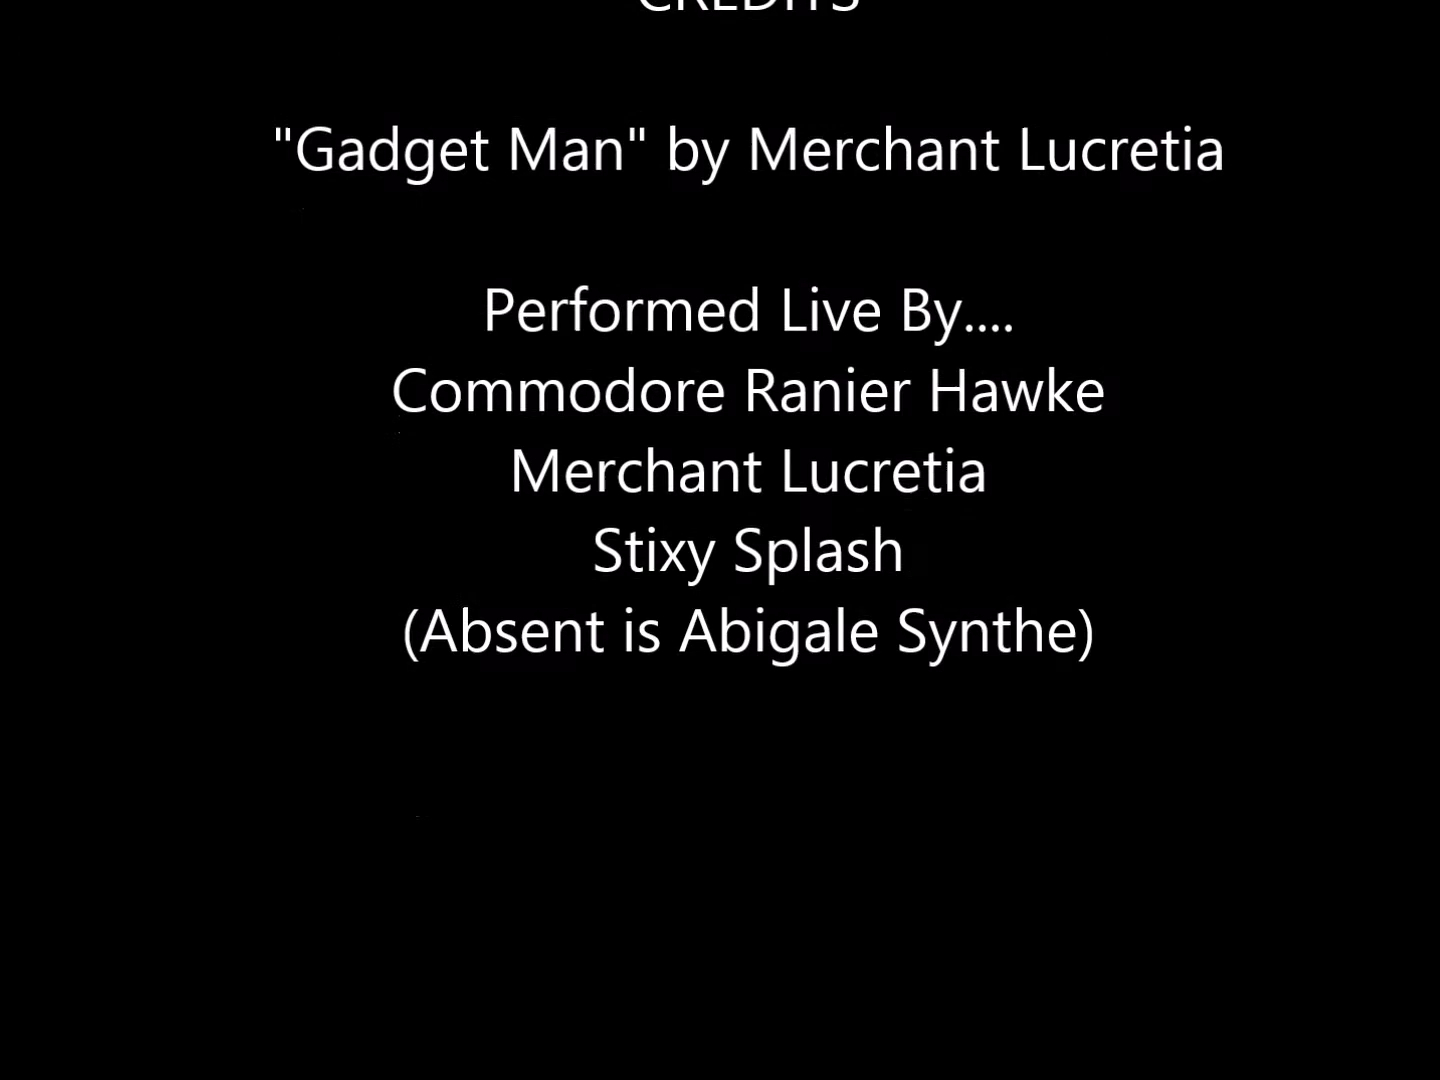 CREDITS
"Gadget Man" by Merchant Lucretia
Performed Live By....
Commodore Ranier Hawke
Merchant Lucretia
Stixy Splash
(Absent is Abigale Synthe)